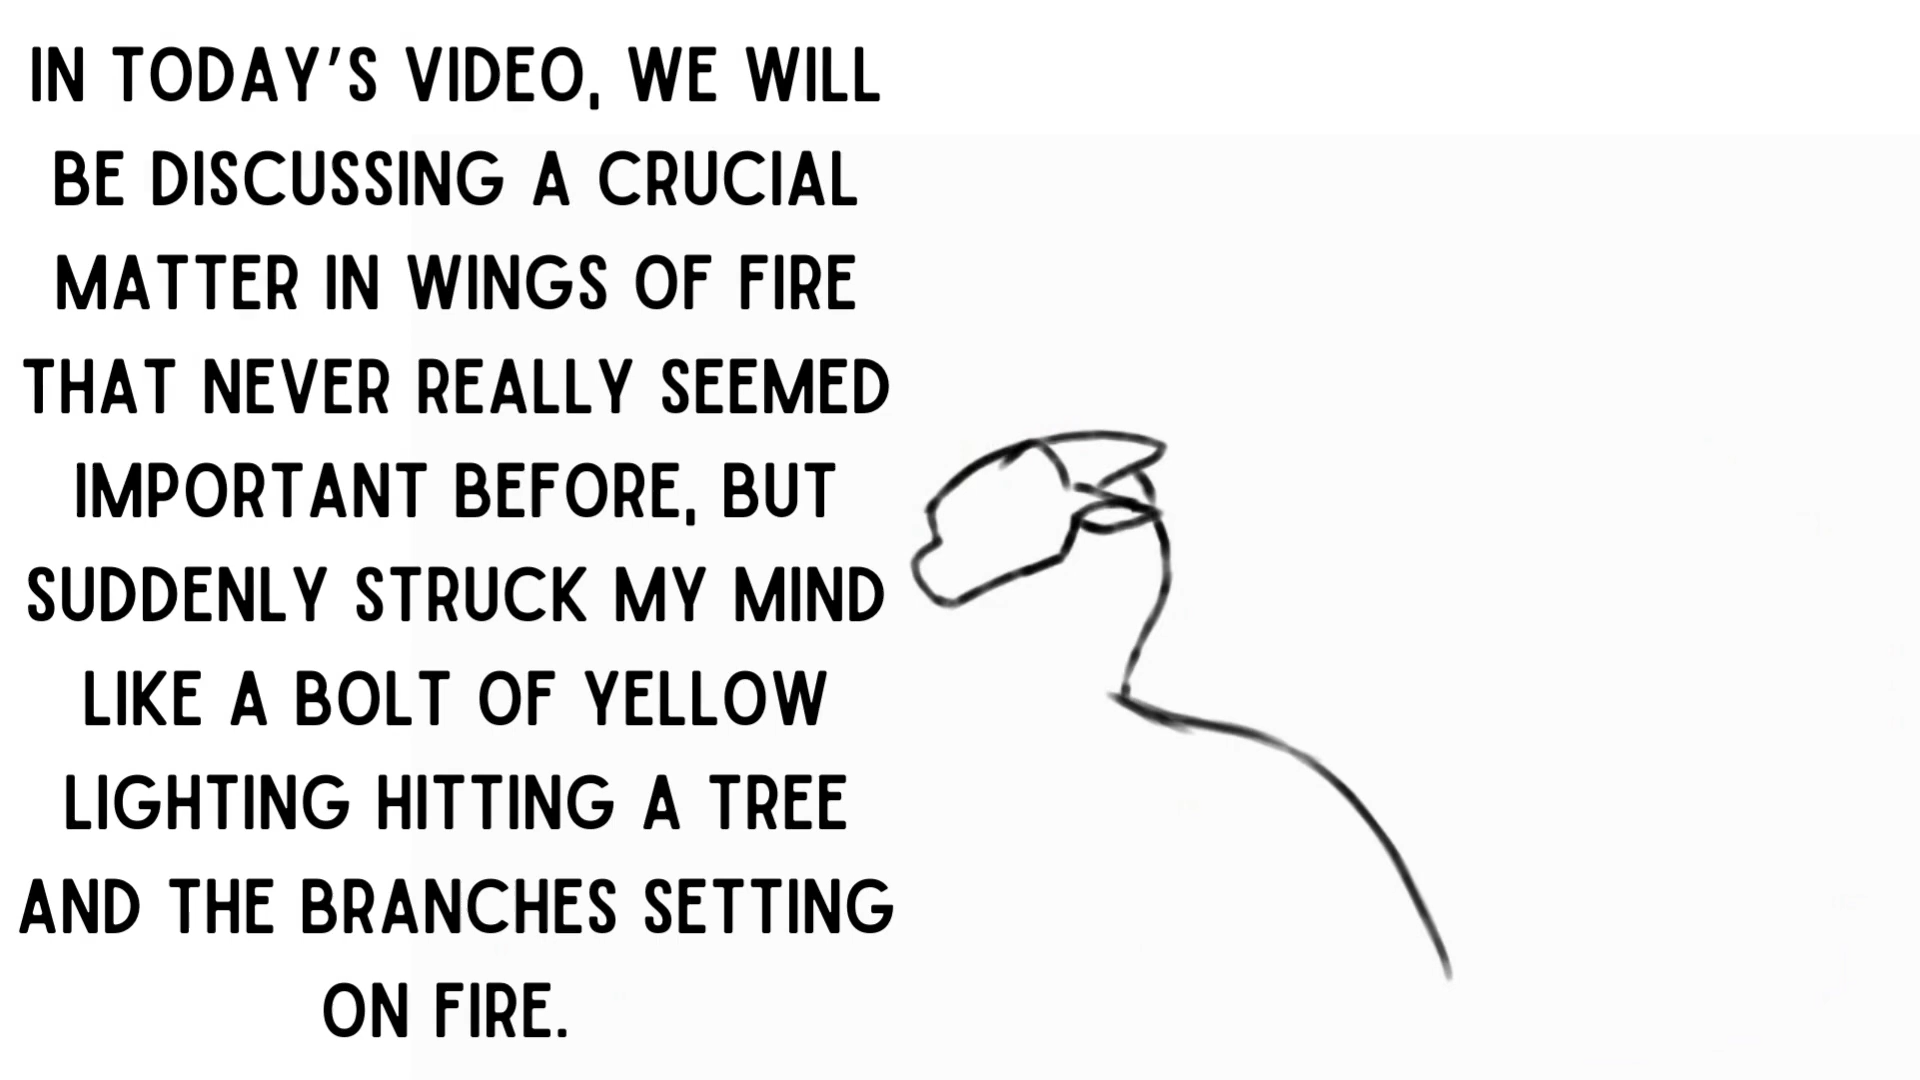 IN TODAY'S VIDEO, WE WILL
BE DISCUSSING A CRUCIAL
MATTER IN WINGS OF FIRE
THAT NEVER REALLY SEEMED
IMPORTANT BEFORE, BUT
SUDDENLY STRUCK MY MIND
LIKE A BOLT OF YELLOW
LIGHTING HITTING A TREE
AND THE BRANCHES SETTING
ON FIRE.